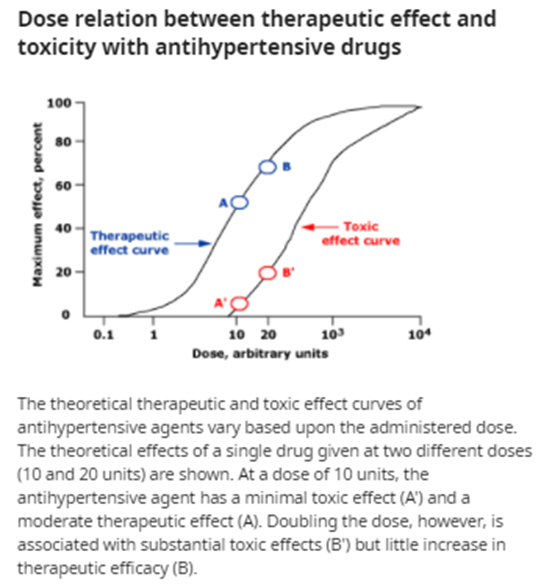 Dose relation between therapeutic effect and
toxicity with antihypertensive drugs
Maximum effect, percent
100
80
60
40
20
0
A
B
Therapeutic
effect curve
Toxic
effect curve
A'
B'
0.1 1 10 20 10³ 10⁴
Dose, arbitrary units
The theoretical therapeutic and toxic effect curves of
antihypertensive agents vary based upon the administered dose.
The theoretical effects of a single drug given at two different doses
(10 and 20 units) are shown. At a dose of 10 units, the
antihypertensive agent has a minimal toxic effect (A') and a
moderate therapeutic effect (A). Doubling the dose, however, is
associated with substantial toxic effects (B') but little increase in
therapeutic efficacy (B).